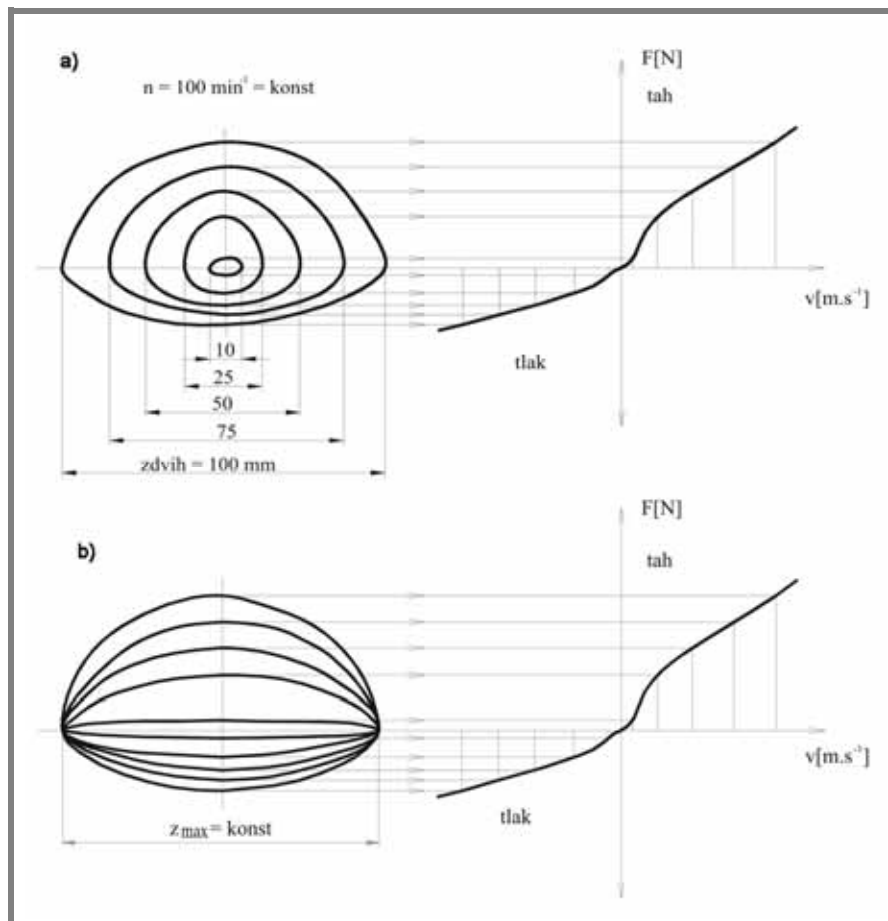 a)
n = 100 min⁻¹ = konst
F[N]
tah
v[m.s⁻¹]
tlak
10
25
50
75
zdvih = 100 mm
b)
F[N]
tah
v[m.s⁻¹]
tlak
zmax = konst